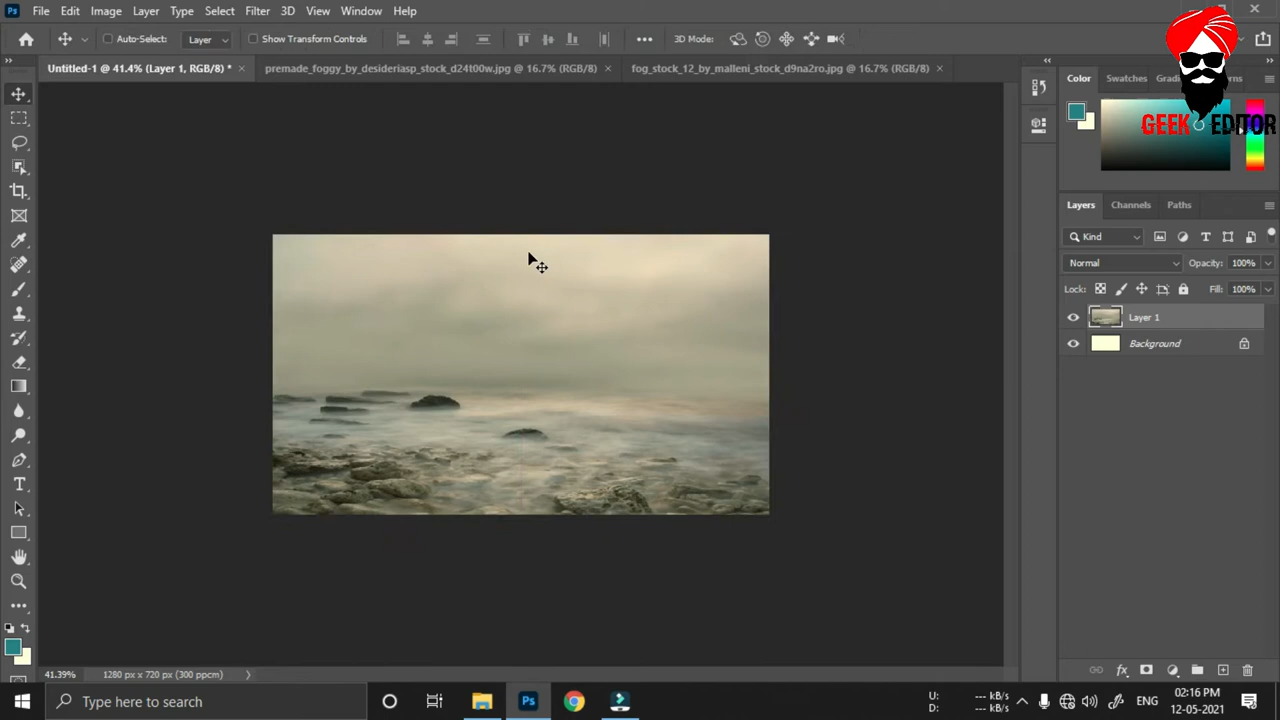 Ps File Edit Image Layer Type Select Filter 3D View Window Help
Auto-Select: Layer Show Transform Controls 3D Mode:
Untitled-1 @ 41.4% (Layer 1, RGB/8) * premade_foggy_by_desideriasp_stock_d24t00w.jpg @ 16.7% (RGB/8) fog_stock_12_by_malleni_stock_d9na2ro.jpg @ 16.7% (RGB/8)
Color Swatches
GEEK EDITOR
Layers Channels Paths
Kind
Normal Opacity: 100%
Lock: Fill: 100%
Layer 1
Background
41.39% 1280 px x 720 px (300 ppcm)
Type here to search
Ps
U: --- kB/s
D: --- kB/s
ENG
02:16 PM
12-05-2021